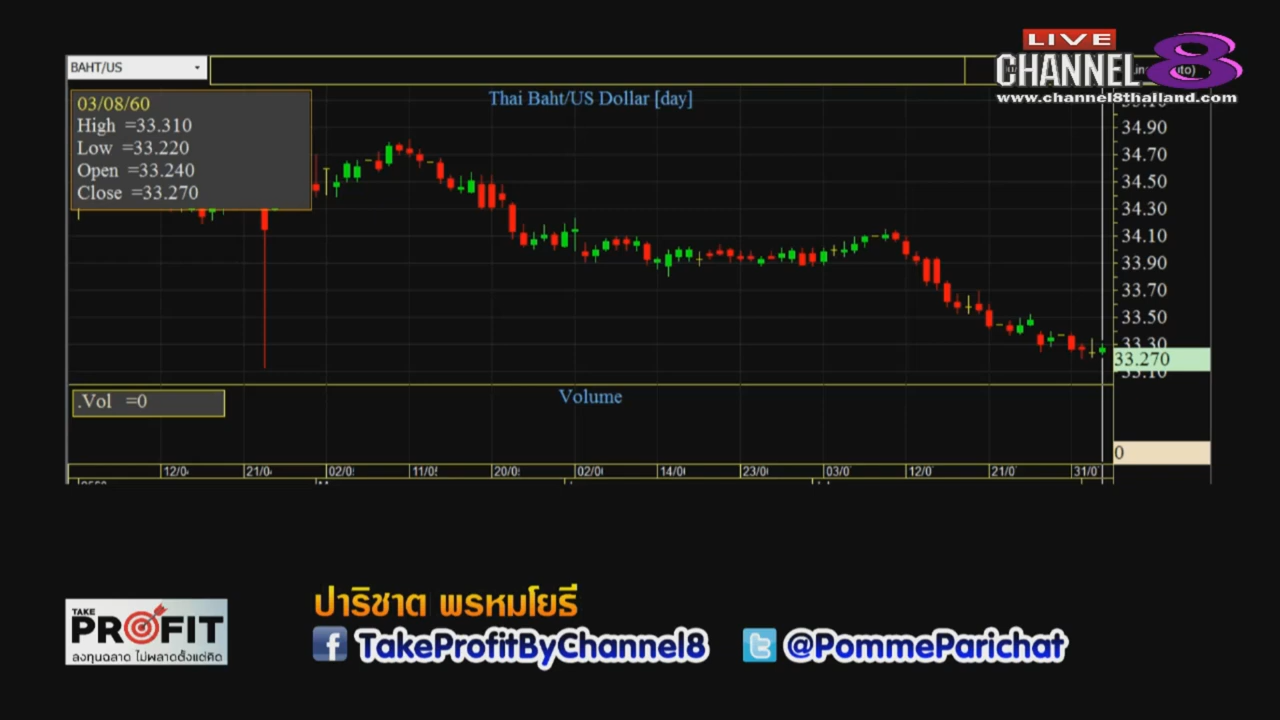 LIVE
CHANNEL 8
www.channel8thailand.com
BAHT/US
03/08/60
High =33.310
Low =33.220
Open =33.240
Close =33.270
Thai Baht/US Dollar [day]
34.90
34.70
34.50
34.30
34.10
33.90
33.70
33.50
33.30
33.270
33.10
.Vol =0
Volume
0
12/0
21/0
02/0
11/0
20/0
02/0
14/0
23/0
03/0
12/0
21/0
31/0
TAKE
PROFIT
ลงทุนฉลาด ไม่พลาดตั้งแต่คิด
ปาริชาต พรหมโยธี
f TakeProfitByChannel8
t @PommeParichat